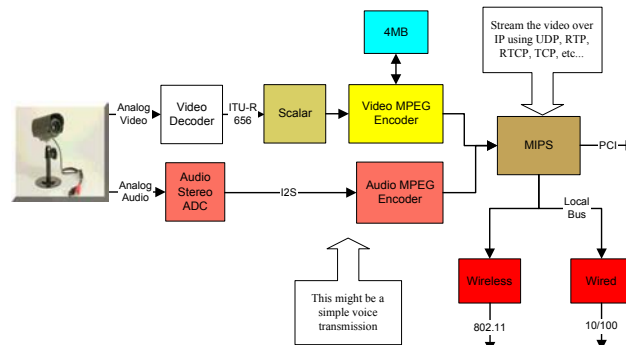 4MB
Stream the video over
IP using UDP, RTP,
RTCP, TCP, etc...
Analog
Video
Video
Decoder
ITU-R
656
Scalar
Video MPEG
Encoder
MIPS
PCI
Analog
Audio
Audio
Stereo
ADC
I2S
Audio MPEG
Encoder
Local
Bus
This might be a
simple voice
transmission
Wireless
Wired
802.11
10/100